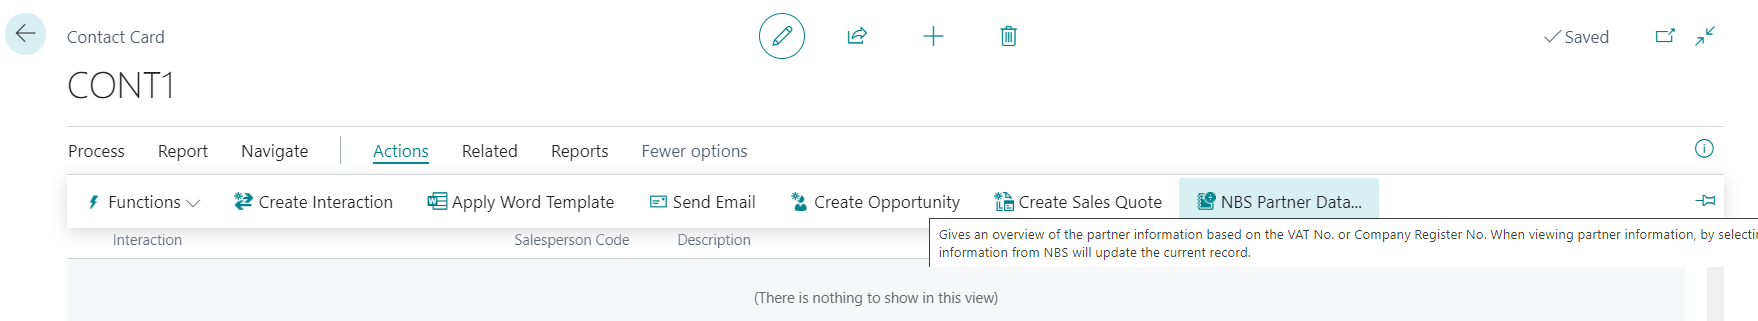 Contact Card
Saved
CONT1
Process Report Navigate Actions Related Reports Fewer options
Functions Create Interaction Apply Word Template Send Email Create Opportunity Create Sales Quote NBS Partner Data...
Interaction Salesperson Code Description
Gives an overview of the partner information based on the VAT No. or Company Register No. When viewing partner information, by selecti
information from NBS will update the current record.
(There is nothing to show in this view)